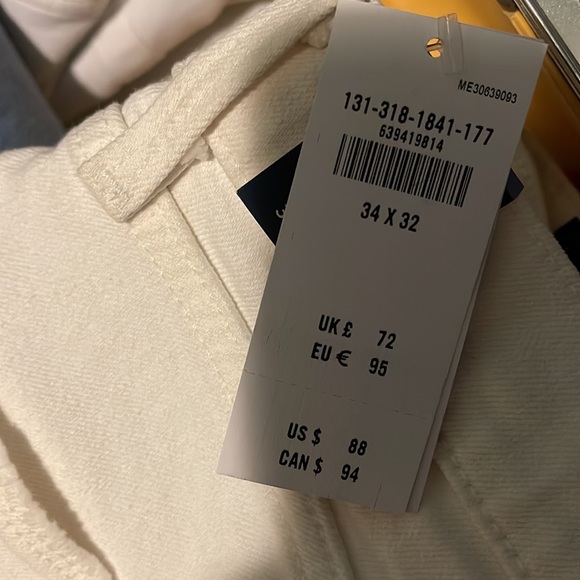 ME30639093
131-318-1841-177
639419814
34 X 32
UK £ 72
EU € 95
US $ 88
CAN $ 94